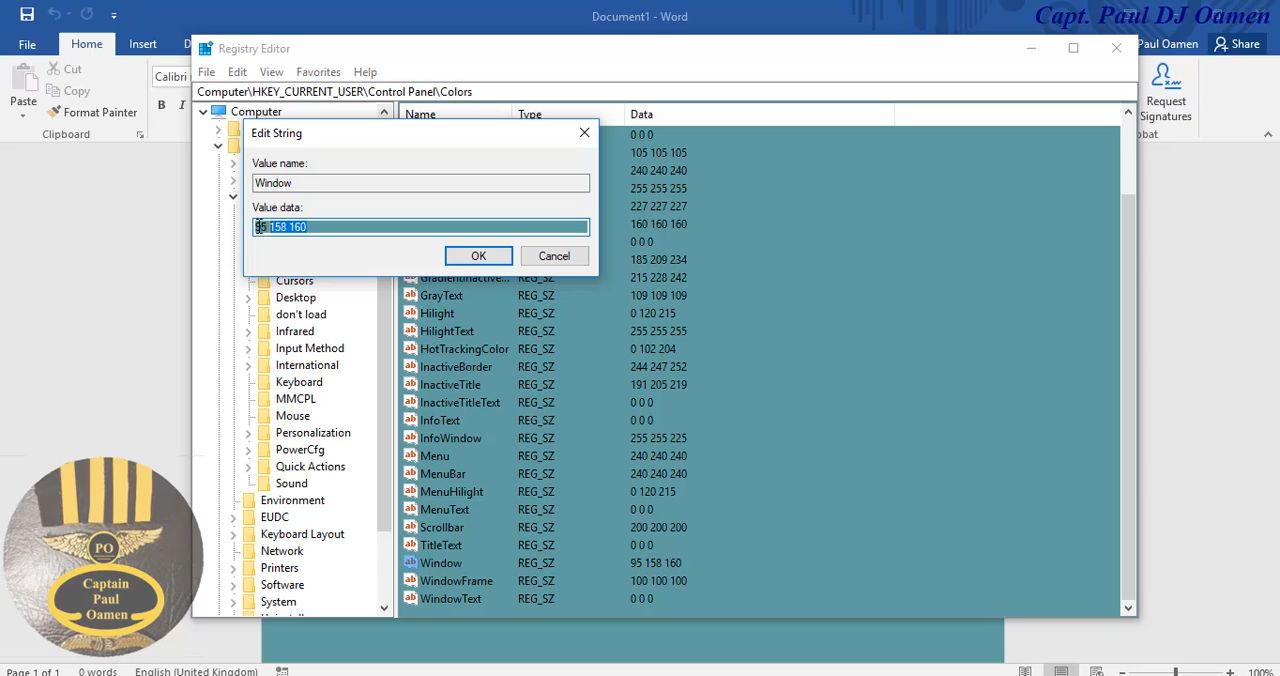 Document1 - Word
Capt. Paul DJ Oamen
File
Home
Insert
Paul Oamen
Share
Cut
Copy
Paste
Format Painter
Calibri
B I
Clipboard
Request
Signatures
Registry Editor
File Edit View Favorites Help
Computer\HKEY_CURRENT_USER\Control Panel\Colors
Computer
Name Type Data
Edit String
Value name:
Window
Value data:
95 158 160
OK Cancel
0 0 0
105 105 105
240 240 240
255 255 255
227 227 227
160 160 160
0 0 0
185 209 234
GradientInactive... REG_SZ 215 228 242
GrayText REG_SZ 109 109 109
Hilight REG_SZ 0 120 215
HilightText REG_SZ 255 255 255
HotTrackingColor REG_SZ 0 102 204
InactiveBorder REG_SZ 244 247 252
InactiveTitle REG_SZ 191 205 219
InactiveTitleText REG_SZ 0 0 0
InfoText REG_SZ 0 0 0
InfoWindow REG_SZ 255 255 225
Menu REG_SZ 240 240 240
MenuBar REG_SZ 240 240 240
MenuHilight REG_SZ 0 120 215
MenuText REG_SZ 0 0 0
Scrollbar REG_SZ 200 200 200
TitleText REG_SZ 0 0 0
Window REG_SZ 95 158 160
WindowFrame REG_SZ 100 100 100
WindowText REG_SZ 0 0 0
Cursors
Desktop
don't load
Infrared
Input Method
International
Keyboard
MMCPL
Mouse
Personalization
PowerCfg
Quick Actions
Sound
Environment
EUDC
Keyboard Layout
Network
Printers
Software
System
PO
Captain
Paul
Oamen
Page 1 of 1 0 words English (United Kingdom)
100%